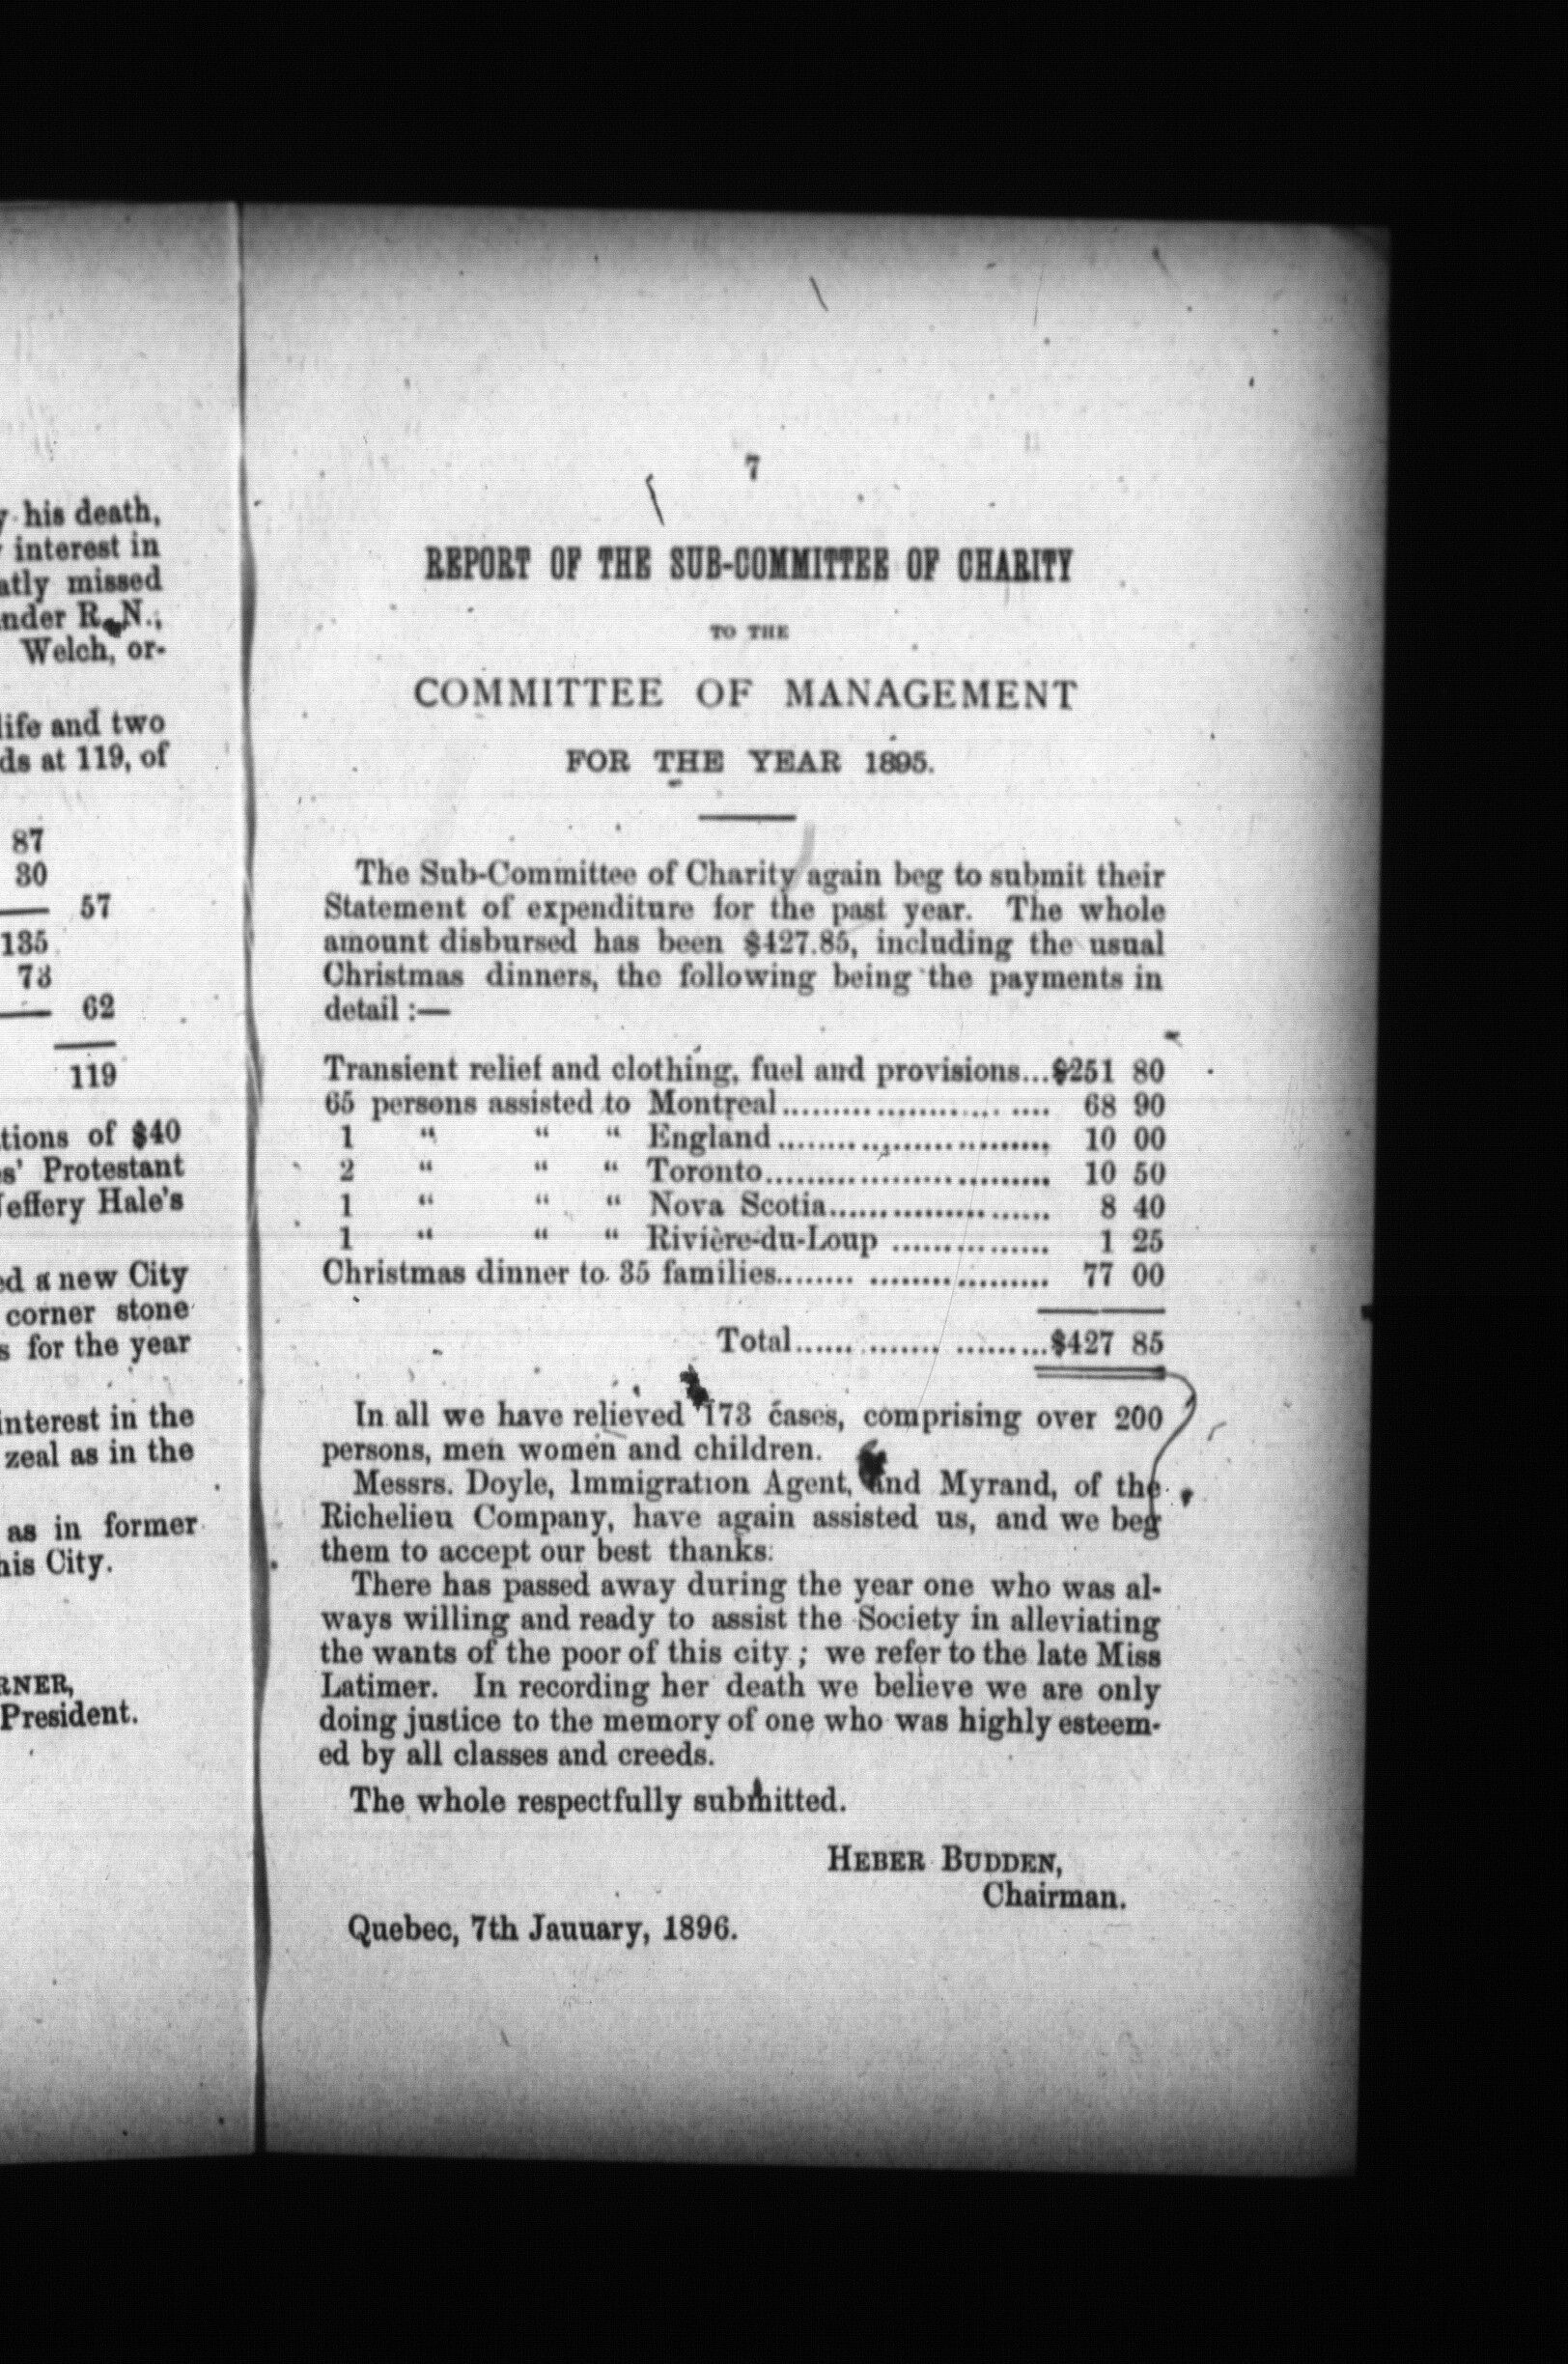 his death,
interest in
missed
R. N.,
Welch, or-
life and two
at 119, of
87
30
57
135
73
62
119
of $40
Protestant
Jeffery Hale's
a new City
corner stone
for the year
interest in the
zeal as in the
as in former
City.
President.
7
REPORT OF THE SUB-COMMITTEE OF CHARITY
TO THE
COMMITTEE OF MANAGEMENT
FOR THE YEAR 1895.
The Sub-Committee of Charity again beg to submit their
Statement of expenditure for the past year. The whole
amount disbursed has been $427.85, including the usual
Christmas dinners, the following being the payments in
detail :—
Transient relief and clothing, fuel and provisions...$251 80
65 persons assisted to Montreal........................ 68 90
1 " " " England........................ 10 00
2 " " " Toronto........................ 10 50
1 " " " Nova Scotia........................ 8 40
1 " " " Rivière-du-Loup ............... 1 25
Christmas dinner to 35 families........................ 77 00
Total........................$427 85
In all we have relieved 173 cases, comprising over 200
persons, men women and children.
Messrs. Doyle, Immigration Agent, and Myrand, of the
Richelieu Company, have again assisted us, and we beg
them to accept our best thanks.
There has passed away during the year one who was al-
ways willing and ready to assist the Society in alleviating
the wants of the poor of this city ; we refer to the late Miss
Latimer. In recording her death we believe we are only
doing justice to the memory of one who was highly esteem-
ed by all classes and creeds.
The whole respectfully submitted.
HEBER BUDDEN,
Chairman.
Quebec, 7th Jauuary, 1896.